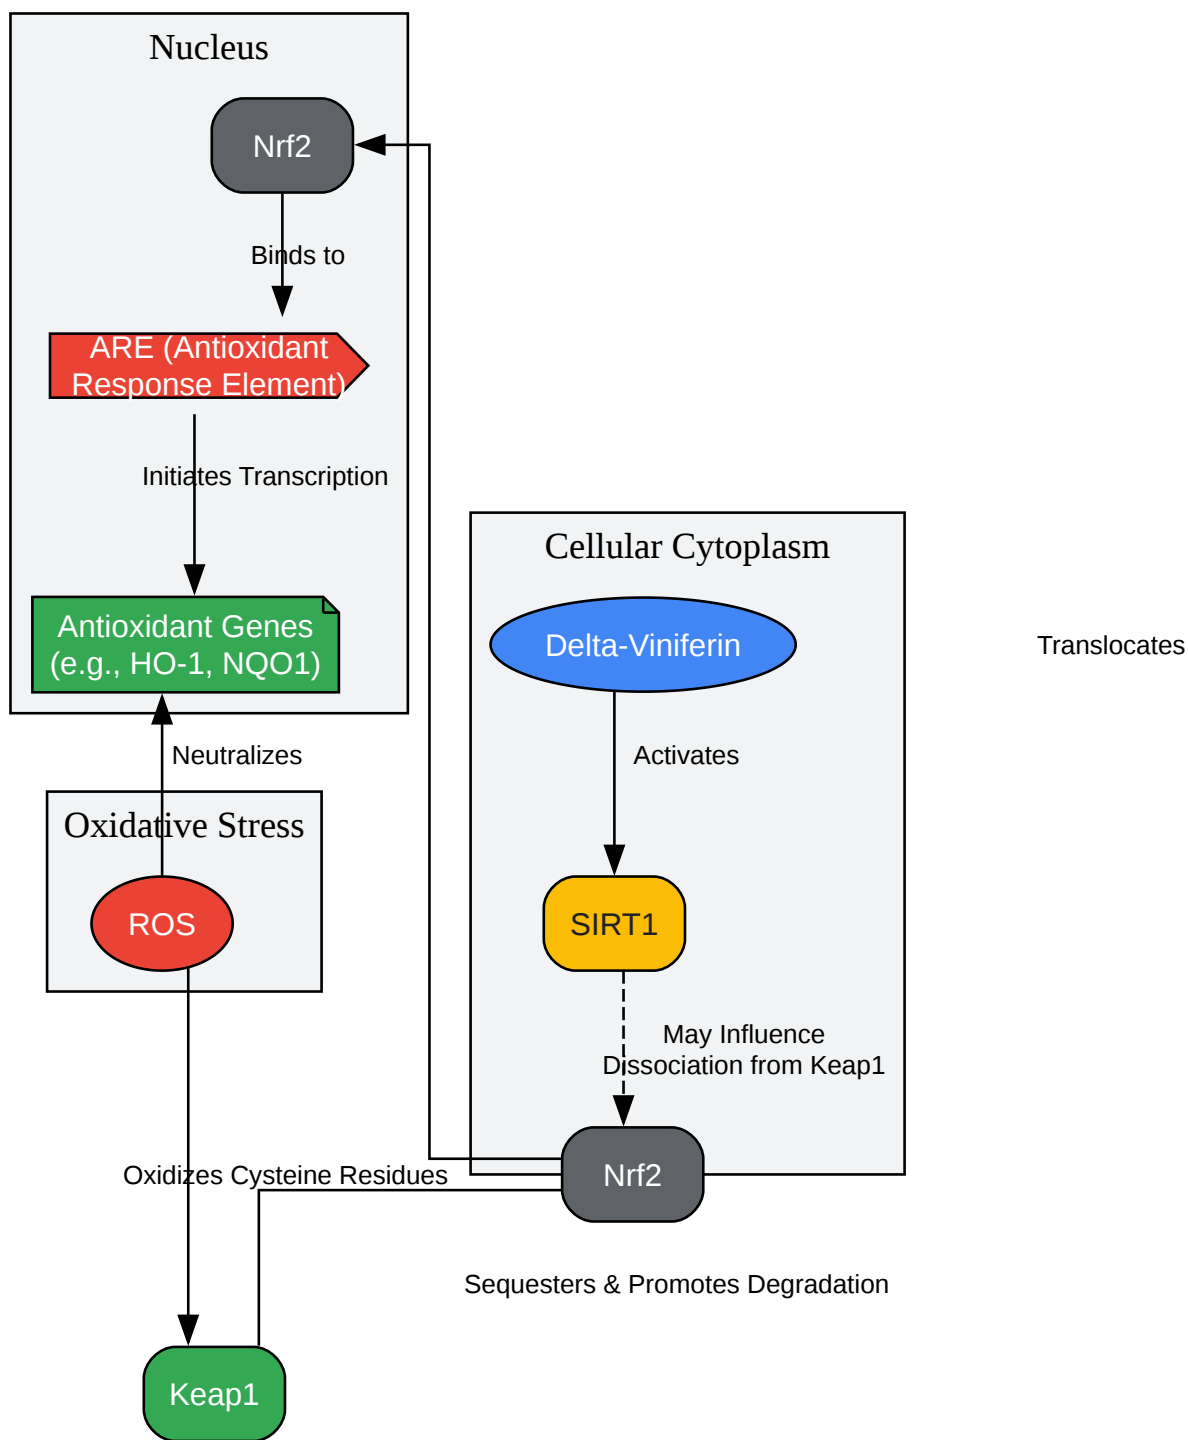 Nucleus
Nrf2
Binds to
ARE (Antioxidant
Response Element)
Initiates Transcription
Antioxidant Genes
(e.g., HO-1, NQO1)
Neutralizes
Oxidative Stress
ROS
Oxidizes Cysteine Residues
Keap1
Cellular Cytoplasm
Delta-Viniferin
Activates
SIRT1
May Influence
Dissociation from Keap1
Nrf2
Sequesters & Promotes Degradation
Translocates